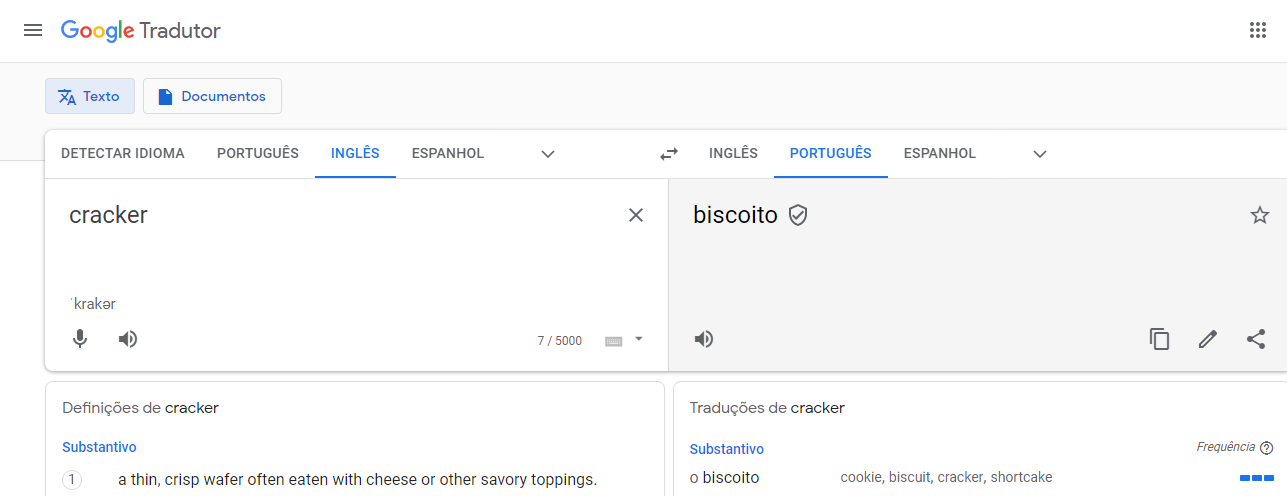 Google Tradutor
Texto
Documentos
DETECTAR IDIOMA PORTUGUÊS INGLÊS ESPANHOL
INGLÊS PORTUGUÊS ESPANHOL
cracker
ˈkrakər
7 / 5000
biscoito
Definições de cracker
Substantivo
1 a thin, crisp wafer often eaten with cheese or other savory toppings.
Traduções de cracker
Substantivo Frequência
o biscoito cookie, biscuit, cracker, shortcake